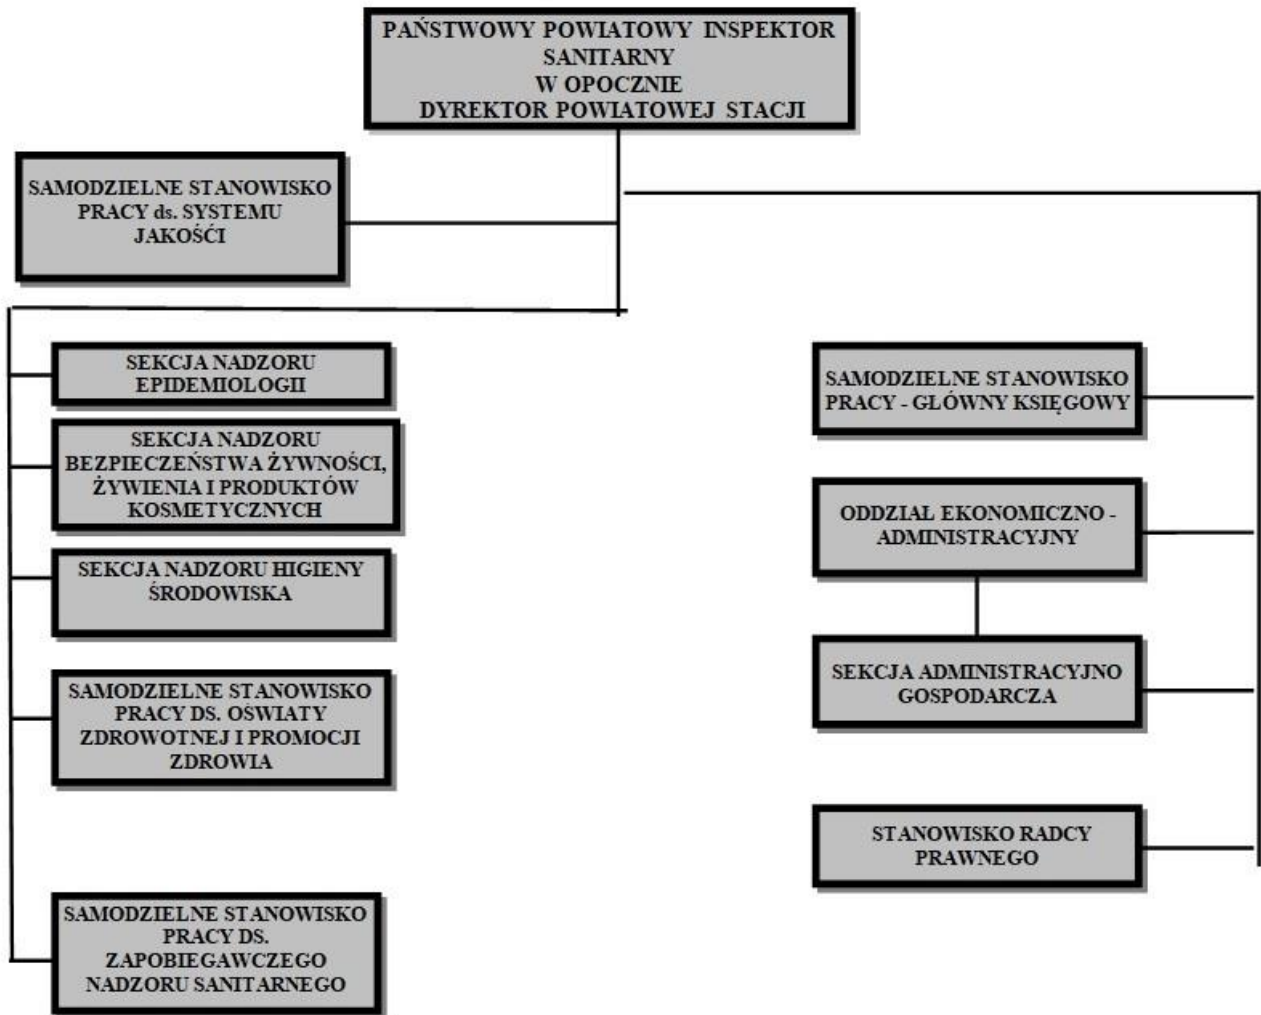 PAŃSTWOWY POWIATOWY INSPEKTOR
SANITARNY
W OPOCZNIE
DYREKTOR POWIATOWEJ STACJI
SAMODZIELNE STANOWISKO
PRACY ds. SYSTEMU
JAKOŚĆI
SEKCJA NADZORU
EPIDEMIOLOGII
SEKCJA NADZORU
BEZPIECZEŃSTWA ŻYWNOŚCI,
ŻYWIENIA I PRODUKTÓW
KOSMETYCZNYCH
SEKCJA NADZORU HIGIENY
ŚRODOWISKA
SAMODZIELNE STANOWISKO
PRACY DS. OŚWIATY
ZDROWOTNEJ I PROMOCJI
ZDROWIA
SAMODZIELNE STANOWISKO
PRACY DS.
ZAPOBIEGAWCZEGO
NADZORU SANITARNEGO
SAMODZIELNE STANOWISKO
PRACY - GŁÓWNY KSIĘGOWY
ODDZIAŁ EKONOMICZNO -
ADMINISTRACYJNY
SEKCJA ADMINISTRACYJNO
GOSPODARCZA
STANOWISKO RADCY
PRAWNEGO